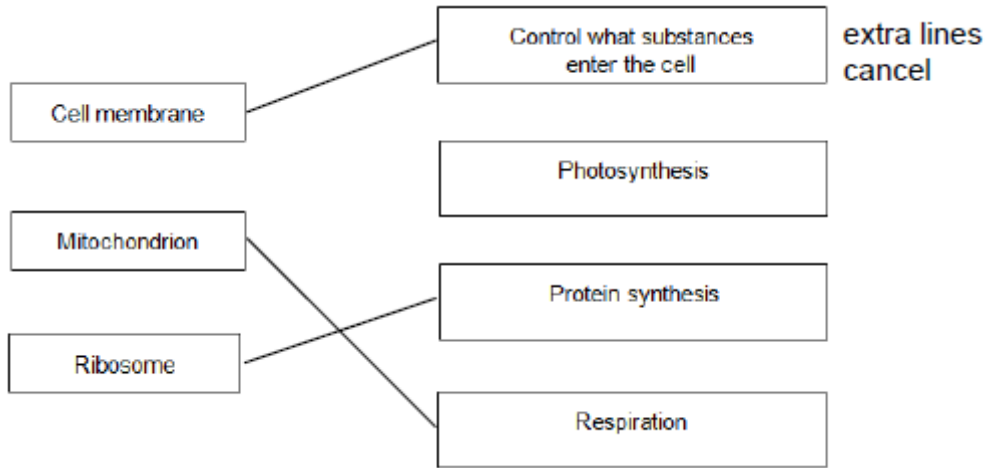 Control what substances
enter the cell
extra lines
cancel
Cell membrane
Photosynthesis
Mitochondrion
Protein synthesis
Ribosome
Respiration